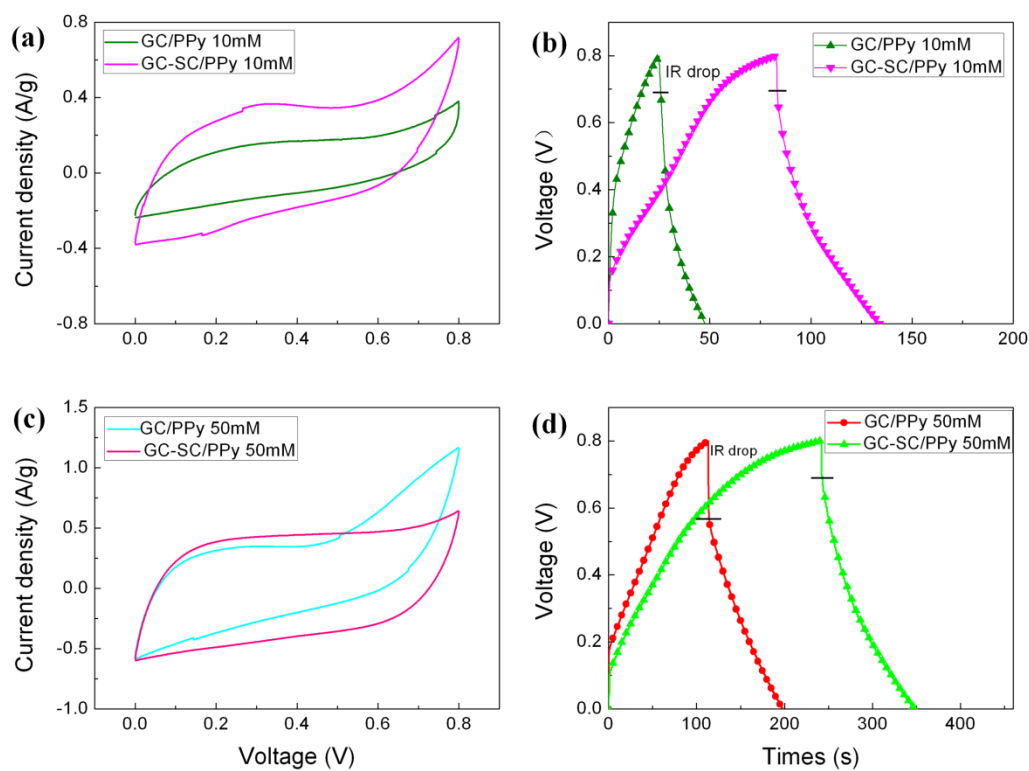 (a)
GC/PPy 10mM
GC-SC/PPy 10mM
Current density (A/g)
0.8
0.4
0.0
-0.4
-0.8
0.0
0.2
0.4
0.6
0.8
(b)
GC/PPy 10mM
GC-SC/PPy 10mM
IR drop
Voltage (V)
0.8
0.6
0.4
0.2
0.0
0
50
100
150
200
(c)
GC/PPy 50mM
GC-SC/PPy 50mM
Current density (A/g)
1.5
1.0
0.5
0.0
-0.5
-1.0
0.0
0.2
0.4
0.6
0.8
Voltage (V)
(d)
GC/PPy 50mM
GC-SC/PPy 50mM
IR drop
Voltage (V)
0.8
0.6
0.4
0.2
0.0
0
100
200
300
400
Times (s)